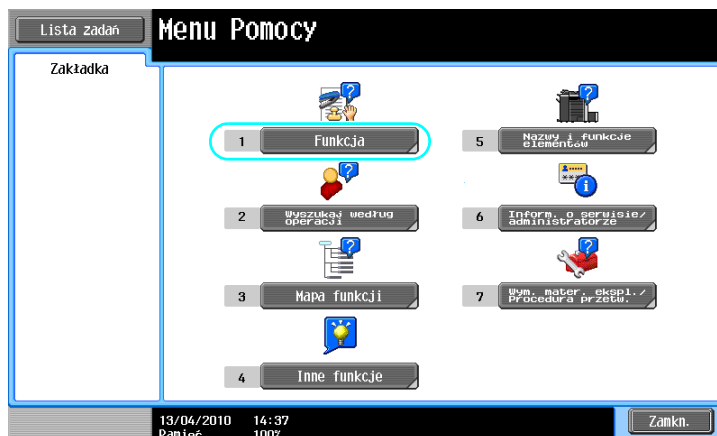 Lista zadań
Menu Pomocy
Zakładka
1 Funkcja
2 Wyszukaj według
operacji
3 Mapa funkcji
4 Inne funkcje
5 Nazwy i funkcje
elementów
6 Inform. o serwisie/
administratorze
7 Wym. mater. ekspl./
Procedura przetw.
13/04/2010 14:37
Pamięć 100%
Zamkn.